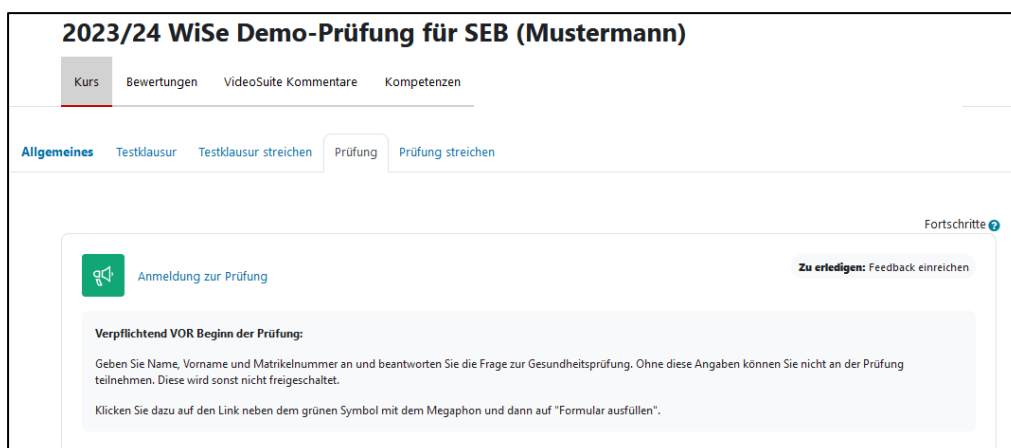 2023/24 WiSe Demo-Prüfung für SEB (Mustermann)
Kurs Bewertungen VideoSuite Kommentare Kompetenzen
Allgemeines Testklausur Testklausur streichen Prüfung Prüfung streichen
Fortschritte
Anmeldung zur Prüfung
Zu erledigen: Feedback einreichen
Verpflichtend VOR Beginn der Prüfung:
Geben Sie Name, Vorname und Matrikelnummer an und beantworten Sie die Frage zur Gesundheitsprüfung. Ohne diese Angaben können Sie nicht an der Prüfung
teilnehmen. Diese wird sonst nicht freigeschaltet.
Klicken Sie dazu auf den Link neben dem grünen Symbol mit dem Megaphon und dann auf "Formular ausfüllen".